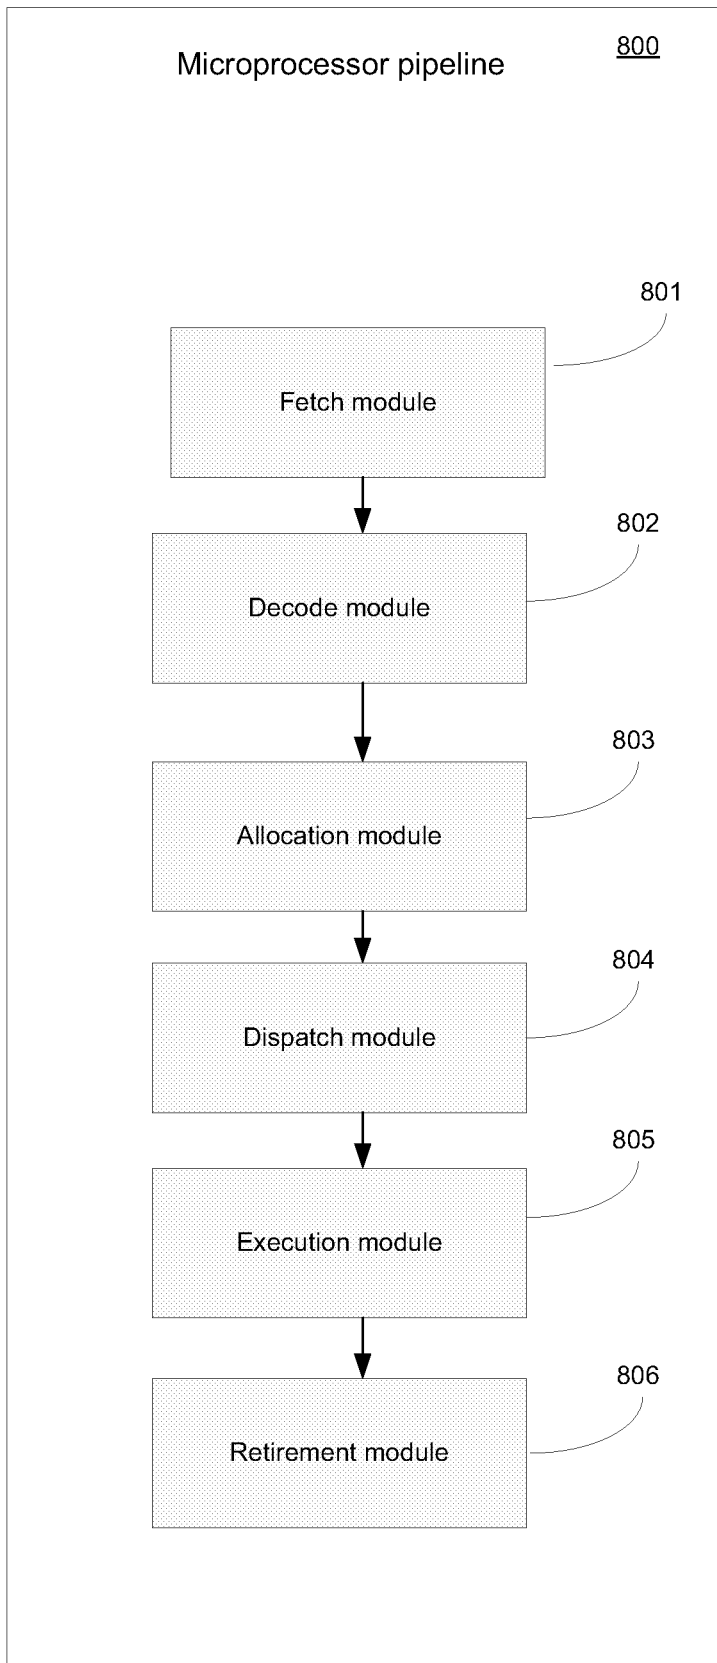 Microprocessor pipeline
800
801
Fetch module
802
Decode module
803
Allocation module
804
Dispatch module
805
Execution module
806
Retirement module